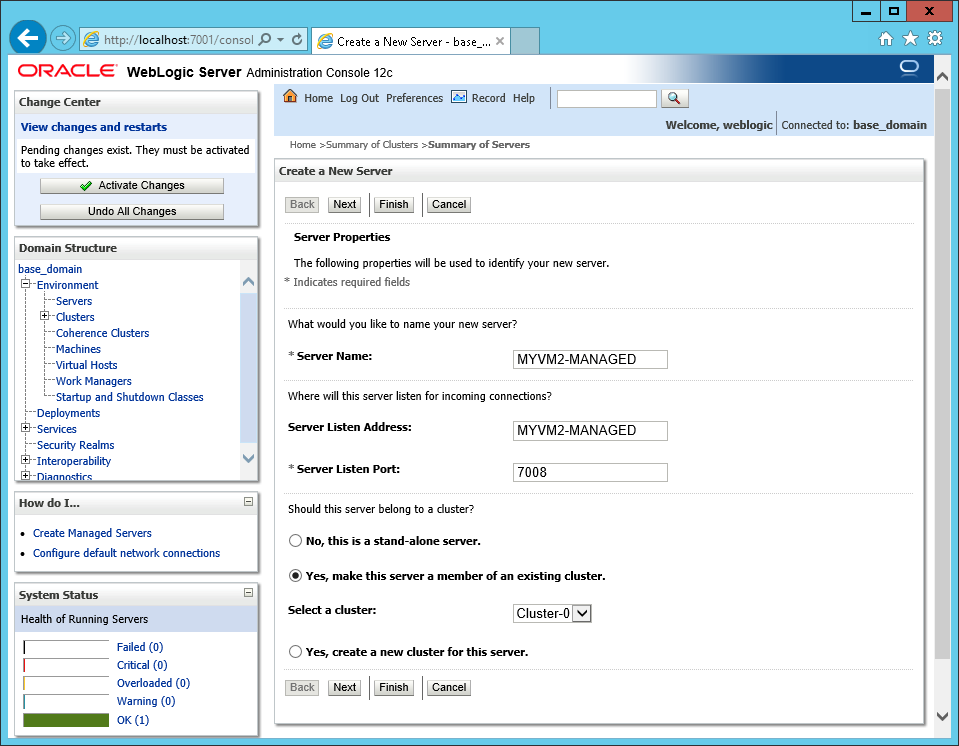 http://localhost:7001/consol
Create a New Server - base_...
ORACLE WebLogic Server Administration Console 12c
Change Center
View changes and restarts
Pending changes exist. They must be activated
to take effect.
Activate Changes
Undo All Changes
Domain Structure
base_domain
Environment
Servers
Clusters
Coherence Clusters
Machines
Virtual Hosts
Work Managers
Startup and Shutdown Classes
Deployments
Services
Security Realms
Interoperability
Diagnostics
How do I...
Create Managed Servers
Configure default network connections
System Status
Health of Running Servers
Failed (0)
Critical (0)
Overloaded (0)
Warning (0)
OK (1)
Home Log Out Preferences Record Help
Welcome, weblogic Connected to: base_domain
Home >Summary of Clusters >Summary of Servers
Create a New Server
Back Next Finish Cancel
Server Properties
The following properties will be used to identify your new server.
* Indicates required fields
What would you like to name your new server?
* Server Name: MYVM2-MANAGED
Where will this server listen for incoming connections?
Server Listen Address: MYVM2-MANAGED
* Server Listen Port: 7008
Should this server belong to a cluster?
No, this is a stand-alone server.
Yes, make this server a member of an existing cluster.
Select a cluster: Cluster-0
Yes, create a new cluster for this server.
Back Next Finish Cancel